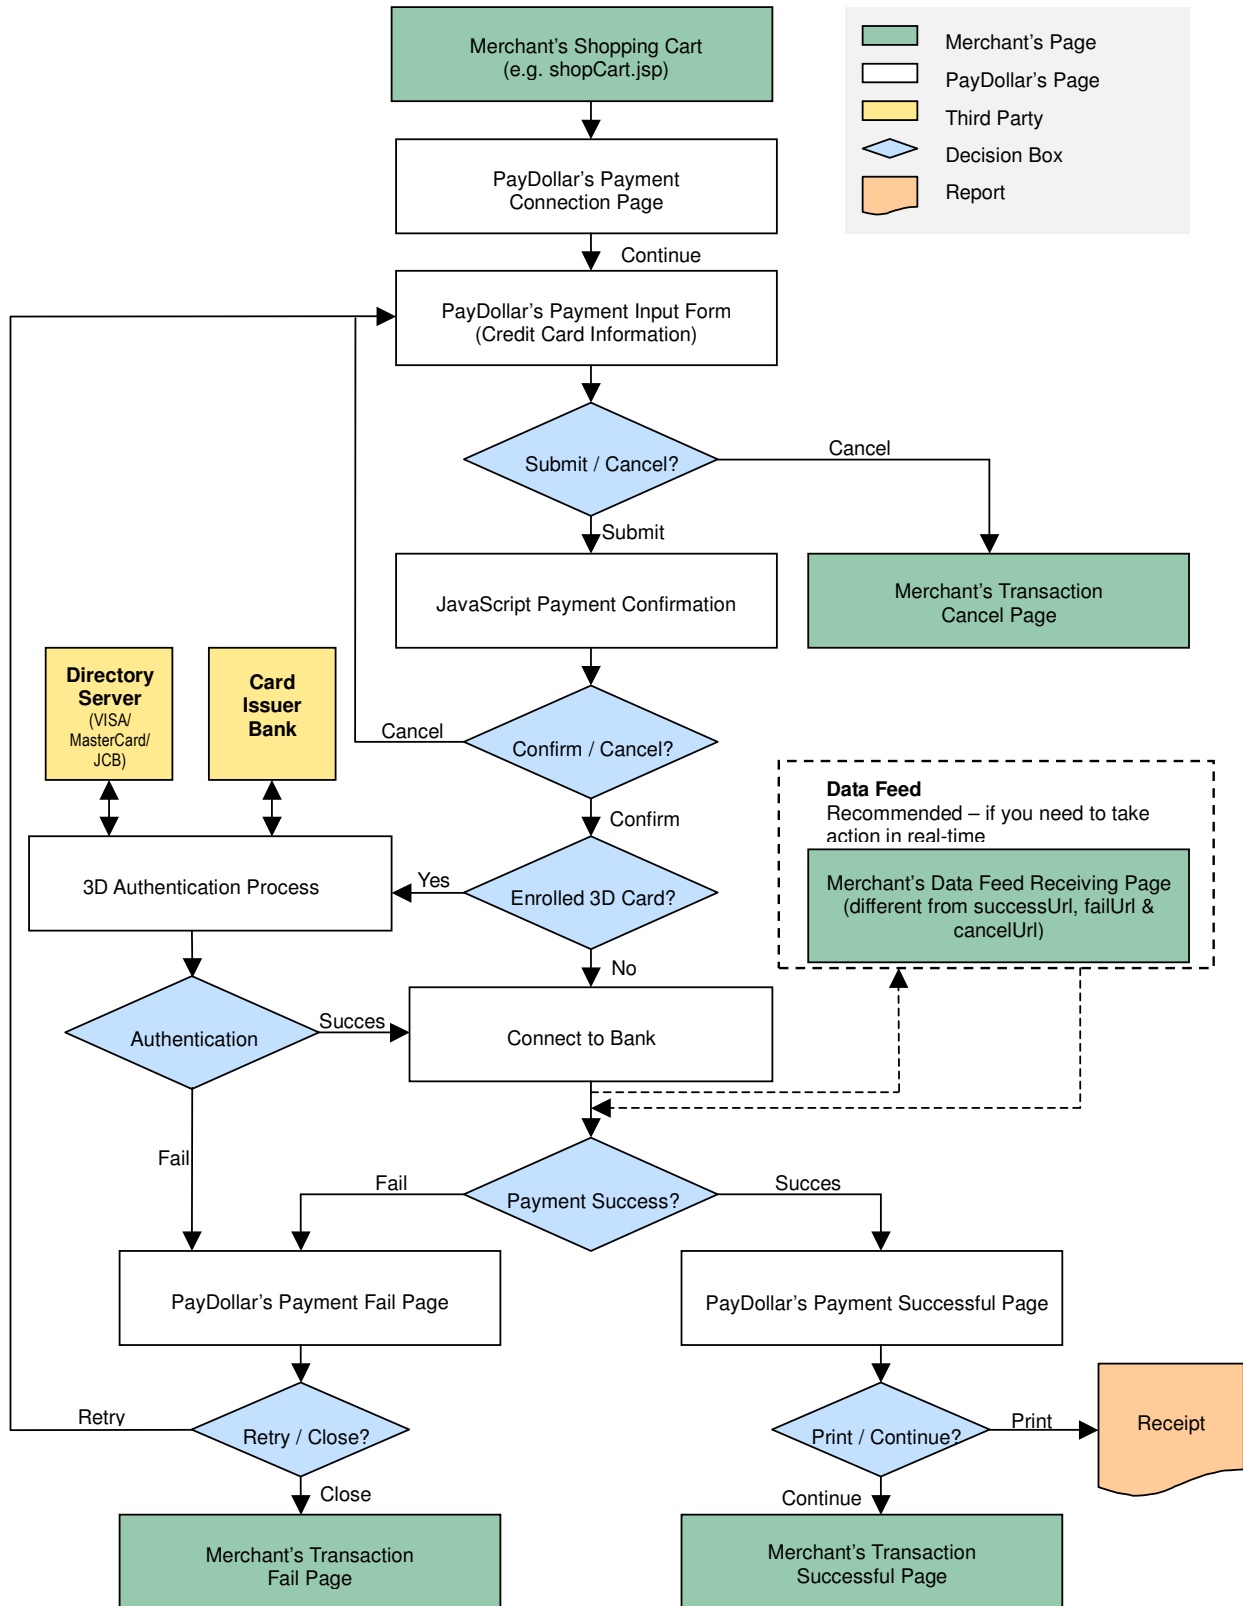 Merchant's Shopping Cart
(e.g. shopCart.jsp)
Merchant's Page
PayDollar's Page
Third Party
Decision Box
Report
PayDollar's Payment
Connection Page
Continue
PayDollar's Payment Input Form
(Credit Card Information)
Submit / Cancel?
Cancel
Submit
JavaScript Payment Confirmation
Merchant's Transaction
Cancel Page
Directory
Server
(VISA/
MasterCard/
JCB)
Card
Issuer
Bank
Cancel
Confirm / Cancel?
Confirm
Data Feed
Recommended – if you need to take
action in real-time
Merchant's Data Feed Receiving Page
(different from successUrl, failUrl &
cancelUrl)
3D Authentication Process
Yes
Enrolled 3D Card?
No
Authentication
Succes
Connect to Bank
Fail
Fail
Payment Success?
Succes
PayDollar's Payment Fail Page
PayDollar's Payment Successful Page
Retry
Retry / Close?
Close
Print / Continue?
Print
Receipt
Continue
Merchant's Transaction
Fail Page
Merchant's Transaction
Successful Page